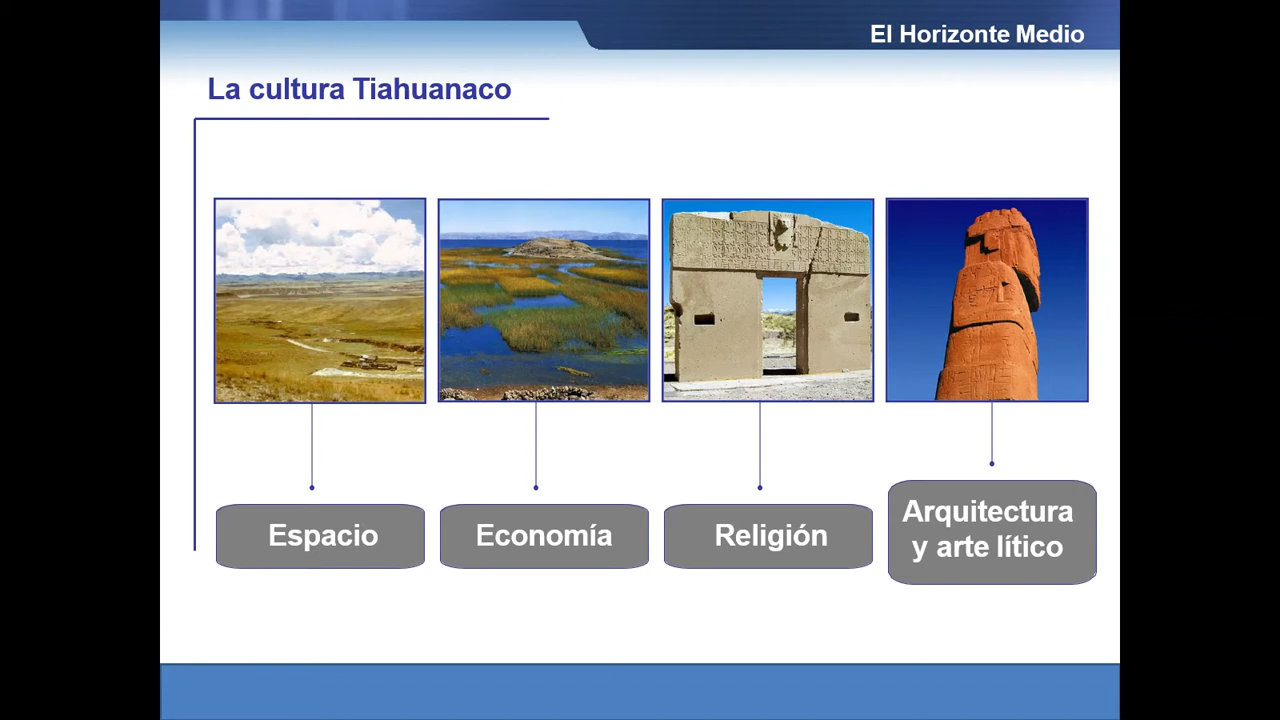 El Horizonte Medio
La cultura Tiahuanaco
Espacio
Economía
Religión
Arquitectura
y arte lítico